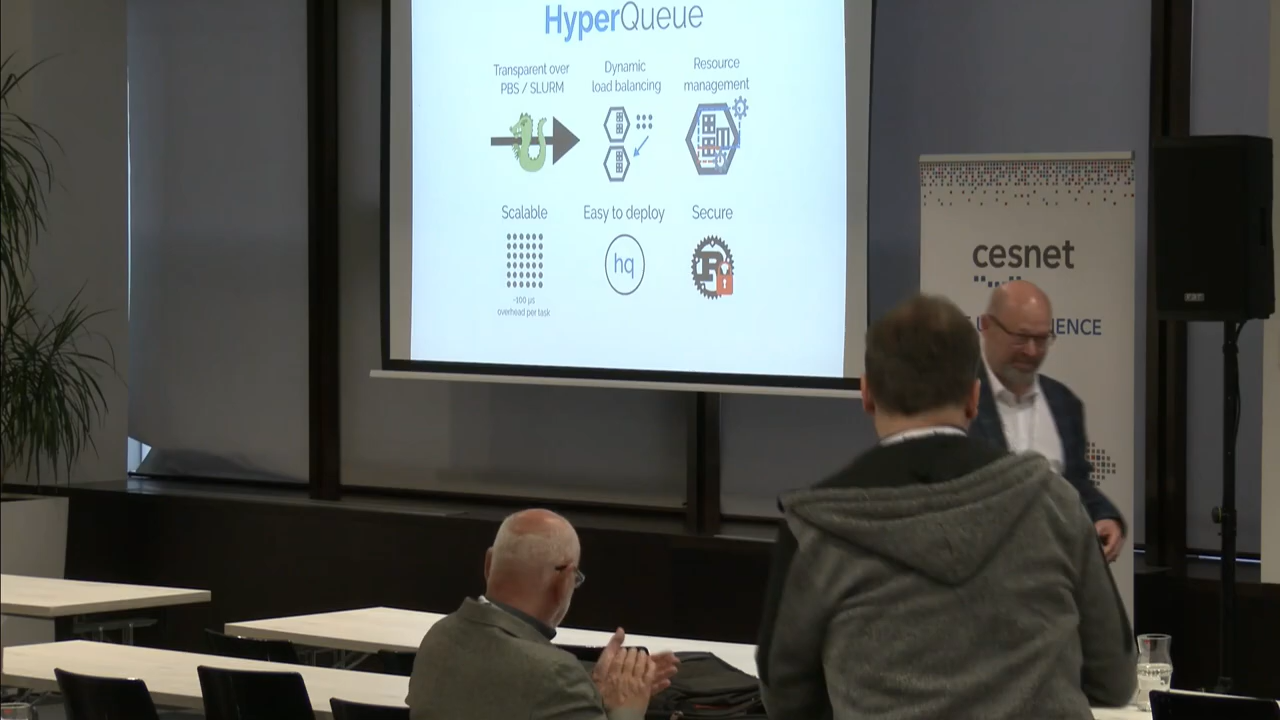 HyperQueue
Transparent over
PBS / SLURM
Dynamic
load balancing
Resource
management
Scalable
Easy to deploy
Secure
hq
R
~100 µs
overhead per task
cesnet
IENCE